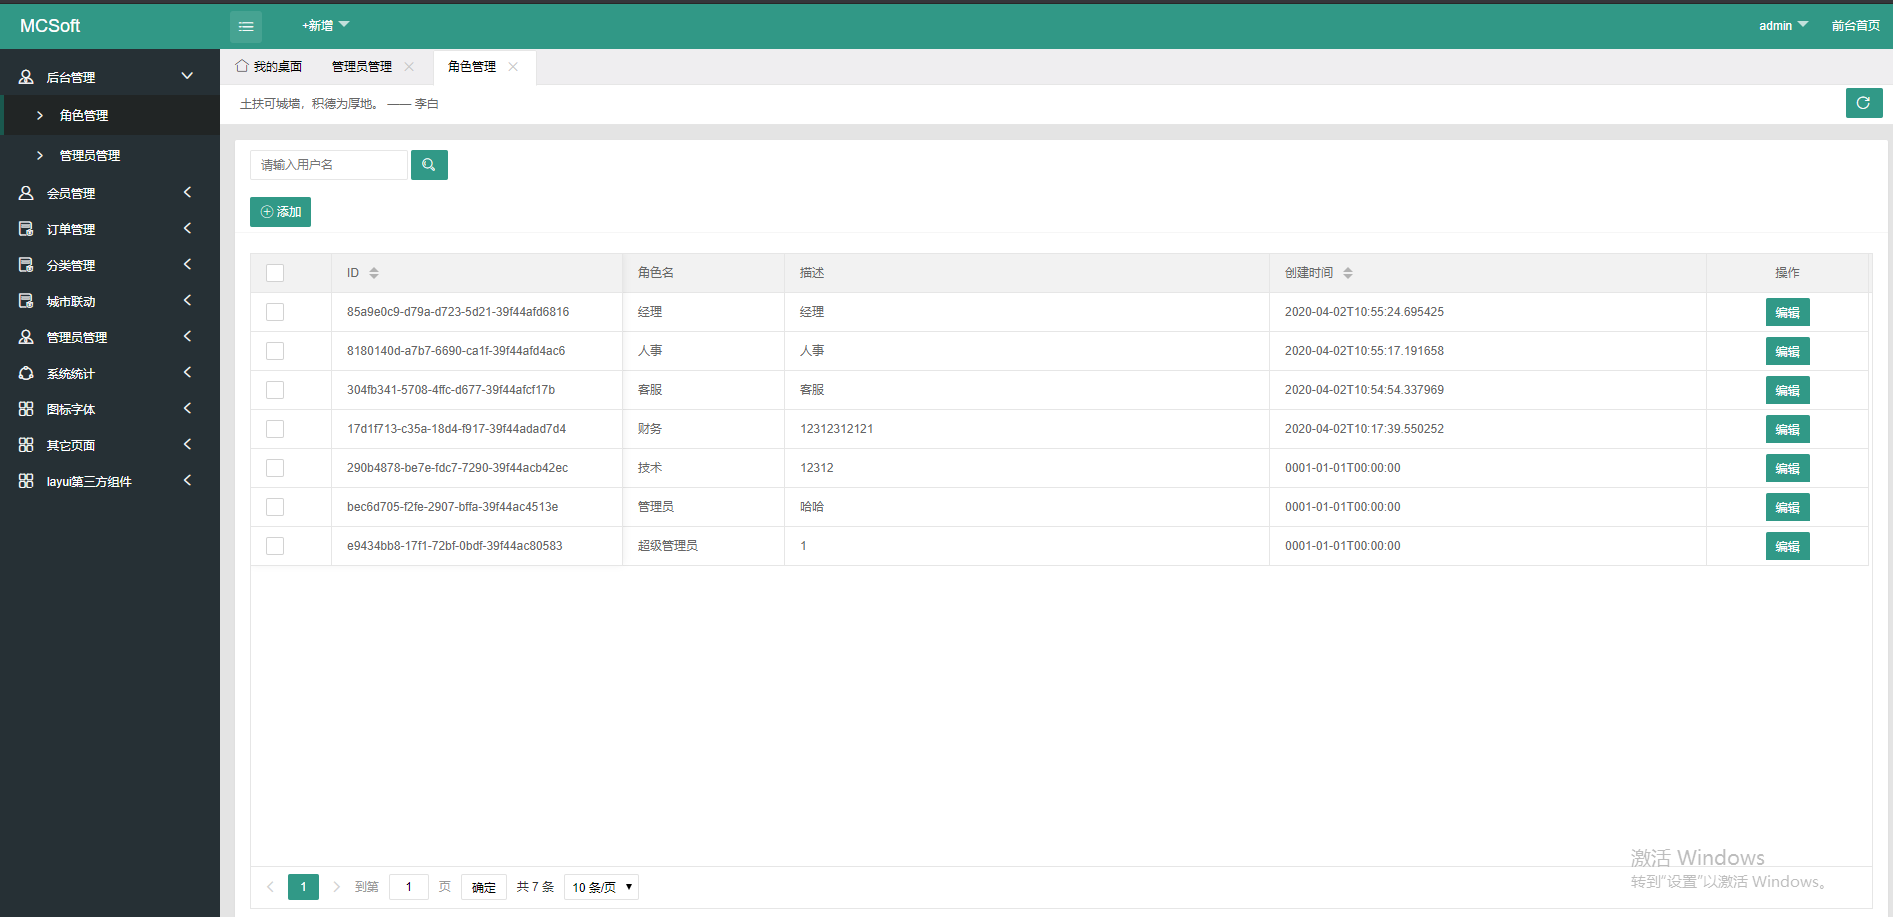 MCSoft
+新增
admin
前台首页
后台管理
角色管理
管理员管理
会员管理
订单管理
分类管理
城市联动
管理员管理
系统统计
图标字体
其它页面
layui第三方组件
我的桌面
管理员管理
角色管理
土扶可城墙，积德为厚地。 —— 李白
请输入用户名
添加
ID 角色名 描述 创建时间 操作
85a9e0c9-d79a-d723-5d21-39f44afd6816 经理 经理 2020-04-02T10:55:24.695425 编辑
8180140d-a7b7-6690-ca1f-39f44afd4ac6 人事 人事 2020-04-02T10:55:17.191658 编辑
304fb341-5708-4ffc-d677-39f44afcf17b 客服 客服 2020-04-02T10:54:54.337969 编辑
17d1f713-c35a-18d4-f917-39f44adad7d4 财务 12312312121 2020-04-02T10:17:39.550252 编辑
290b4878-be7e-fdc7-7290-39f44acb42ec 技术 12312 0001-01-01T00:00:00 编辑
bec6d705-f2fe-2907-bffa-39f44ac4513e 管理员 哈哈 0001-01-01T00:00:00 编辑
e9434bb8-17f1-72bf-0bdf-39f44ac80583 超级管理员 1 0001-01-01T00:00:00 编辑
1 到第 1 页 确定 共 7 条 10 条/页
激活 Windows
转到“设置”以激活 Windows。